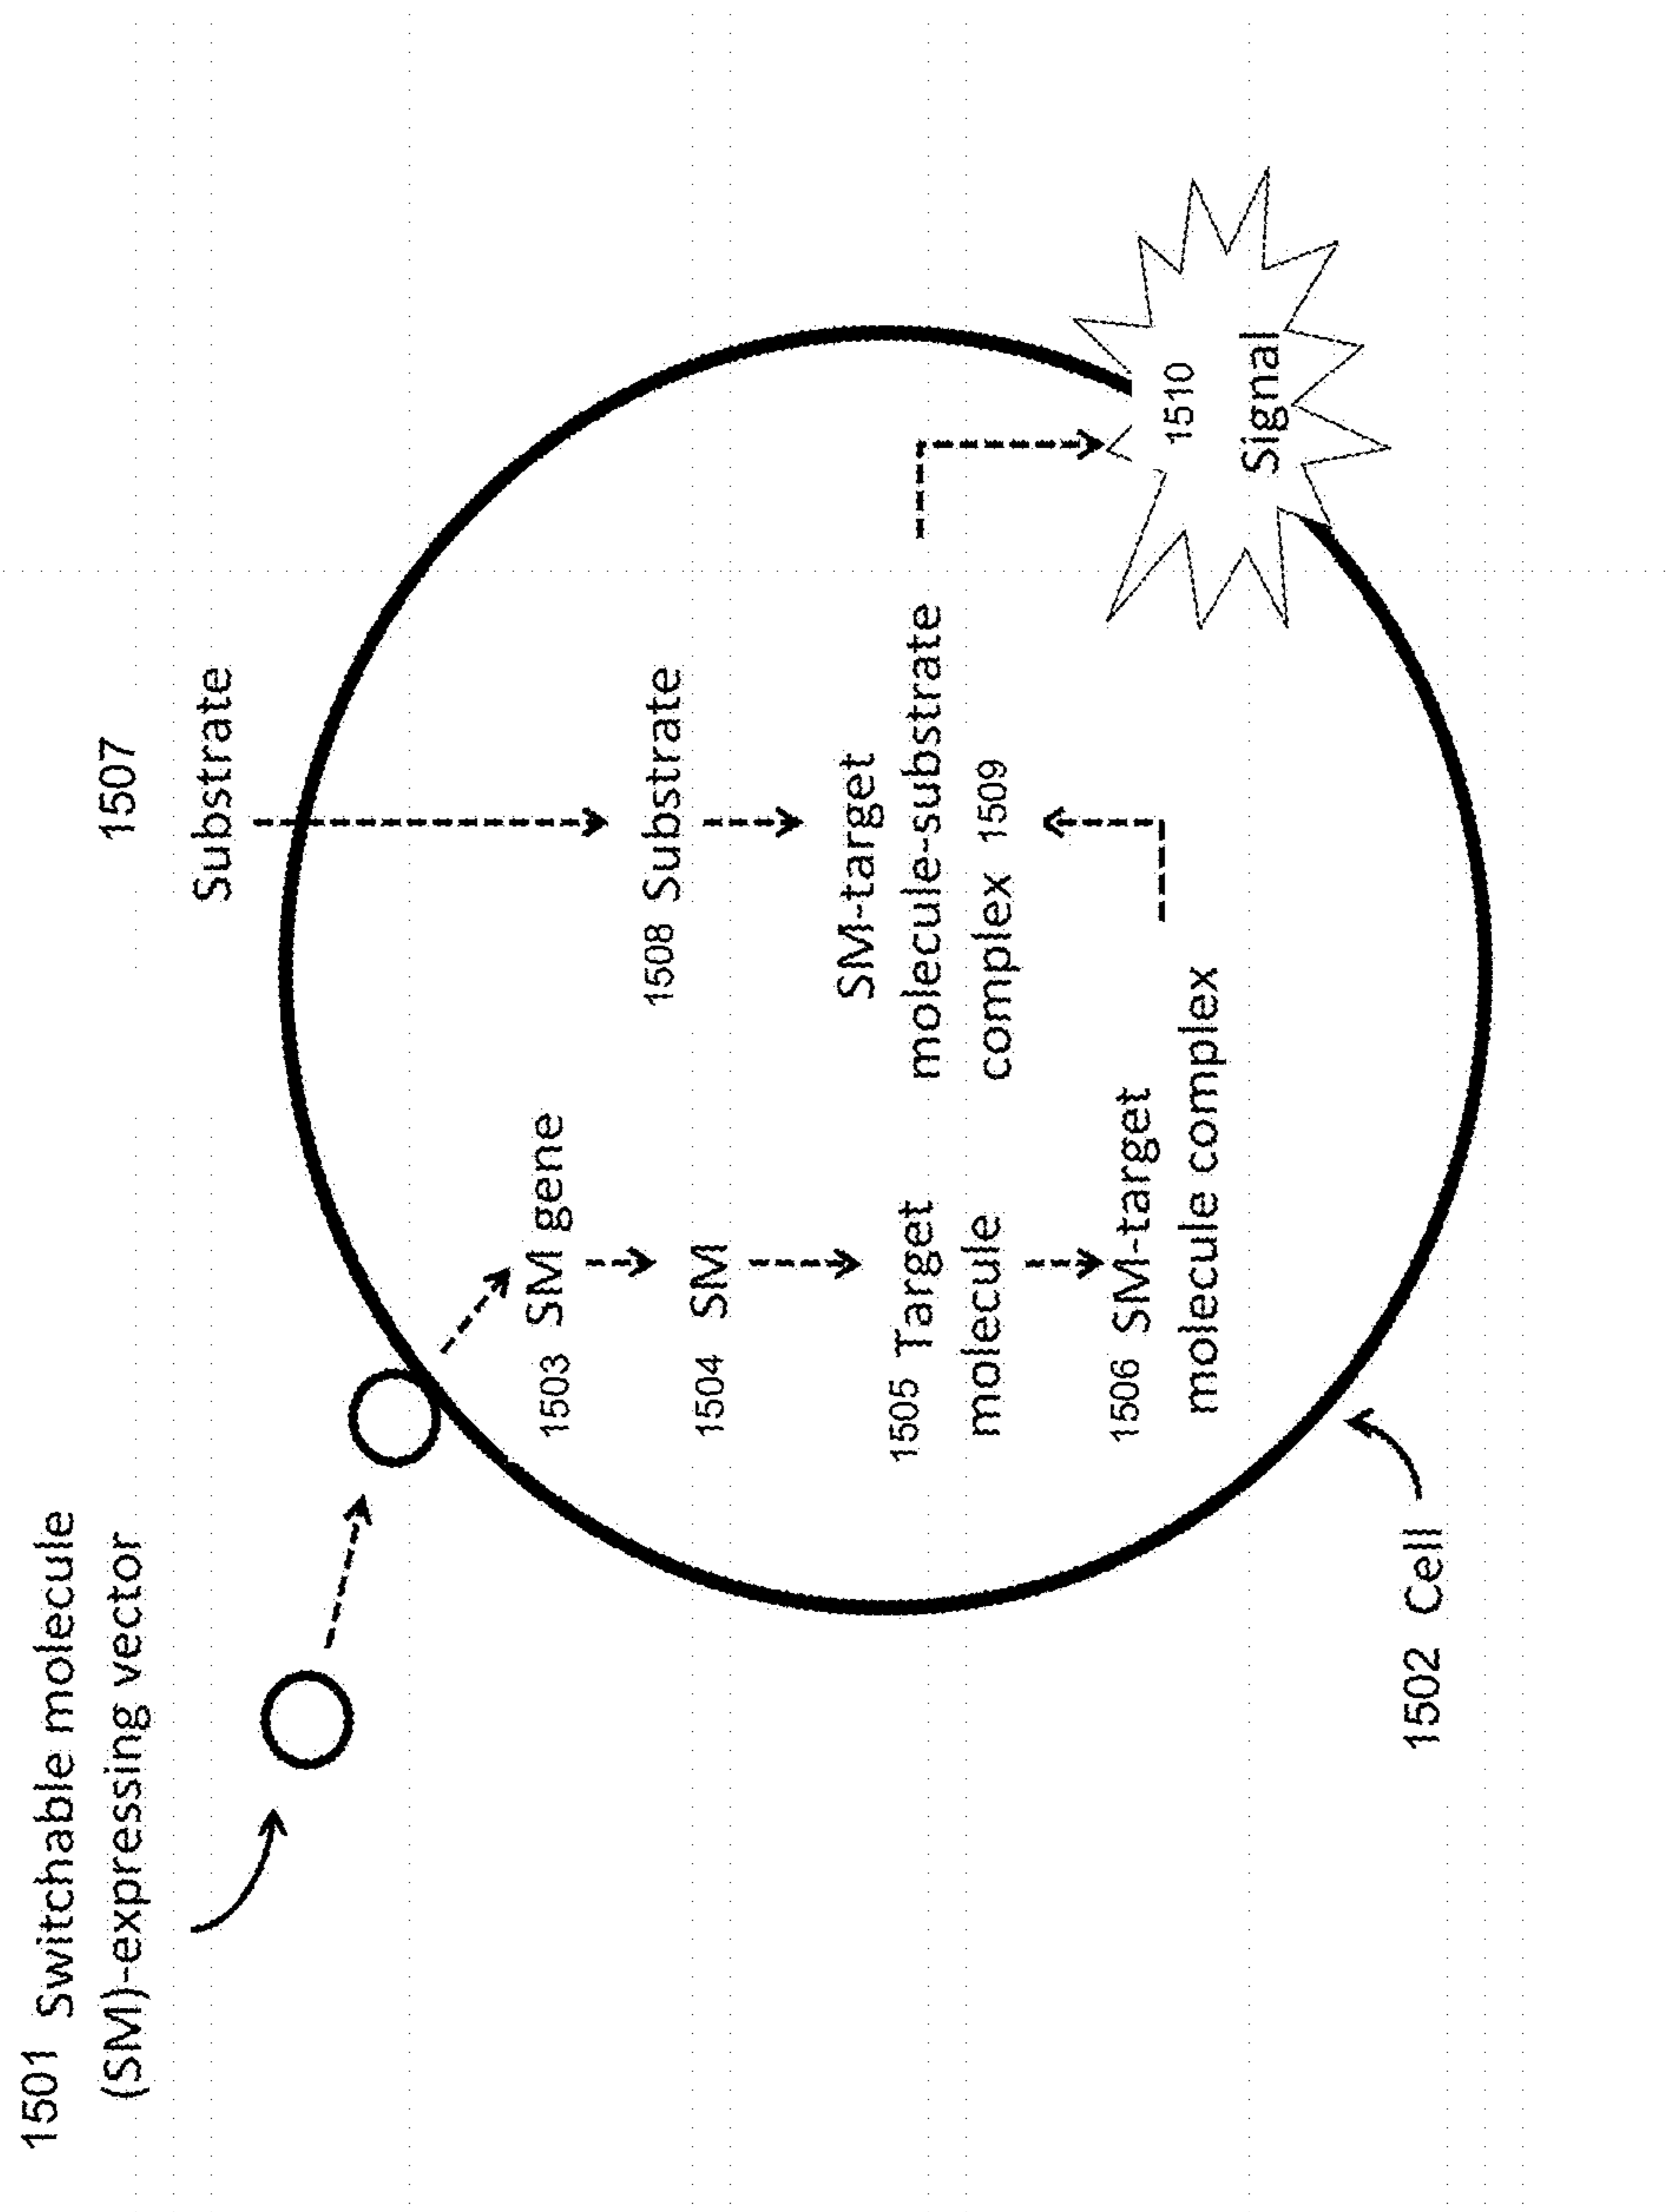 1501 Switchable molecule
(SM)-expressing vector
1507
Substrate
1503 SM gene
1504 SM
1505 Target
molecule
1506 SM-target
molecule complex
1508 Substrate
SM-target
molecule-substrate
complex 1509
1510
Signal
1502 Cell